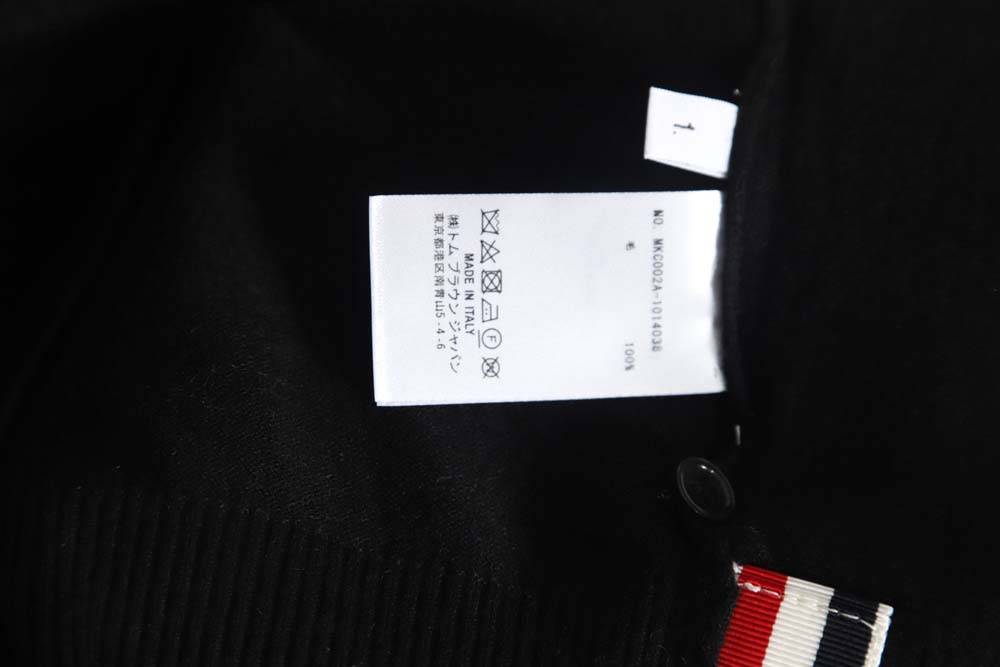 1.
NO. MKC002A-1014038
毛 100%
F
MADE IN ITALY
㈱トム ブラウン ジャパン
東京都港区南青山5-4-6